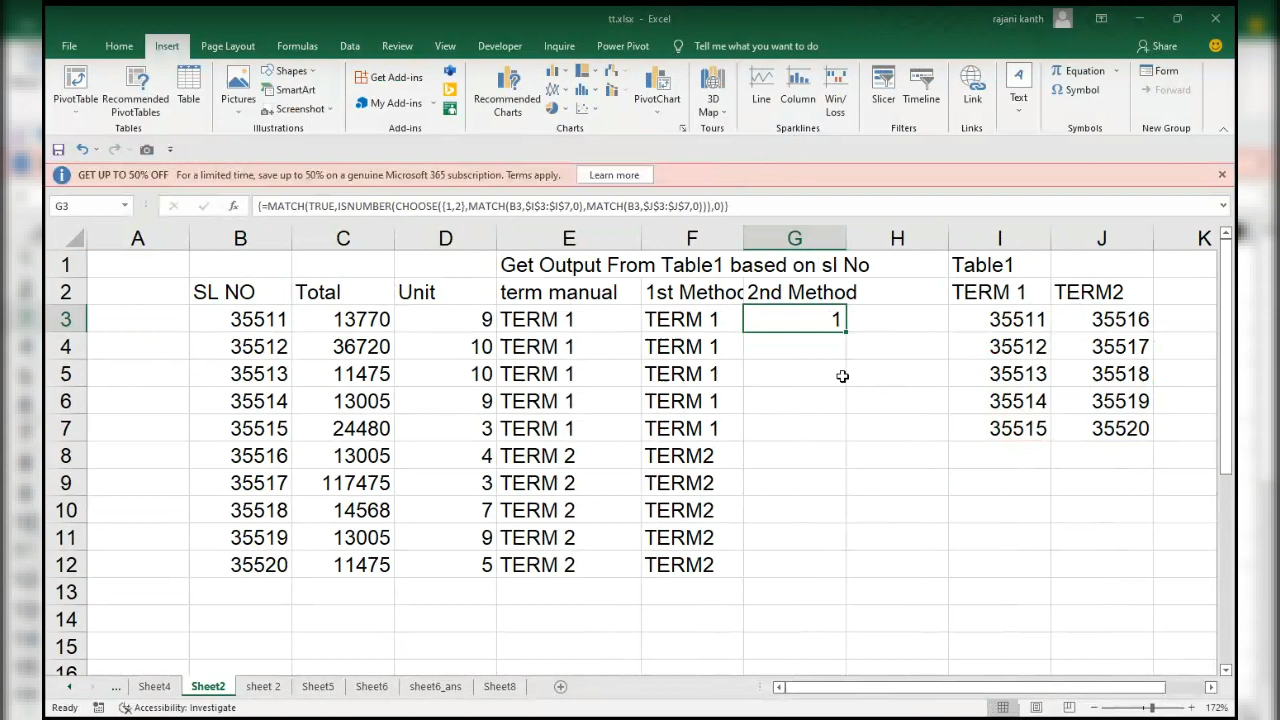 tt.xlsx - Excel
rajani kanth
File Home Insert Page Layout Formulas Data Review View Developer Inquire Power Pivot Tell me what you want to do Share
PivotTable Recommended PivotTables Table
Tables
Pictures Shapes SmartArt Screenshot
Illustrations
Get Add-ins My Add-ins
Add-ins
Recommended Charts PivotChart
Charts
3D Map
Tours
Line Column Win/Loss
Sparklines
Slicer Timeline
Filters
Link
Links
Text
Equation Symbol
Symbols
Form Forward
New Group
GET UP TO 50% OFF For a limited time, save up to 50% on a genuine Microsoft 365 subscription. Terms apply. Learn more
G3 fx {=MATCH(TRUE,ISNUMBER(CHOOSE({1,2},MATCH(B3,$I$3:$I$7,0),MATCH(B3,$J$3:$J$7,0))),0)}
A B C D E F G H I J K
1 Get Output From Table1 based on sl No Table1
2 SL NO Total Unit term manual 1st Method 2nd Method TERM 1 TERM2
3 35511 13770 9 TERM 1 TERM 1 1 35511 35516
4 35512 36720 10 TERM 1 TERM 1 35512 35517
5 35513 11475 10 TERM 1 TERM 1 35513 35518
6 35514 13005 9 TERM 1 TERM 1 35514 35519
7 35515 24480 3 TERM 1 TERM 1 35515 35520
8 35516 13005 4 TERM 2 TERM2
9 35517 117475 3 TERM 2 TERM2
10 35518 14568 7 TERM 2 TERM2
11 35519 13005 9 TERM 2 TERM2
12 35520 11475 5 TERM 2 TERM2
13
14
15
16
... Sheet4 Sheet2 sheet 2 Sheet5 Sheet6 sheet6_ans Sheet8
Ready Accessibility: Investigate 172%